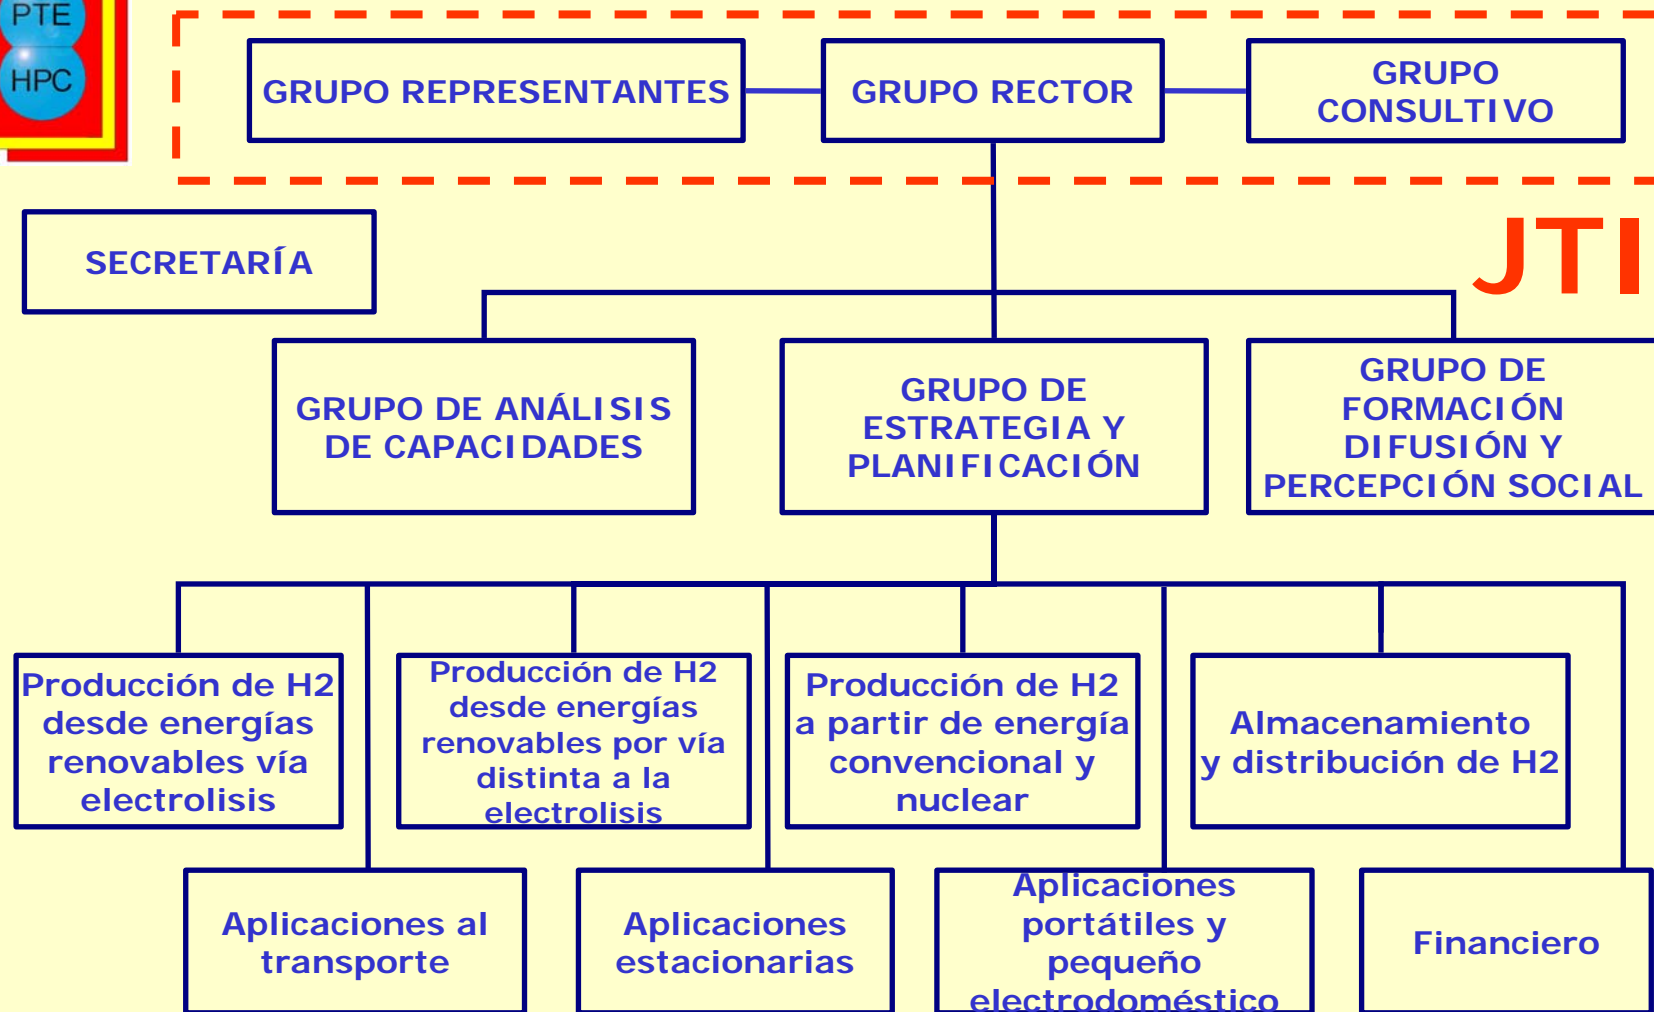 PTE
HPC
GRUPO REPRESENTANTES
GRUPO RECTOR
GRUPO
CONSULTIVO
SECRETARÍA
JTI
GRUPO DE ANÁLISIS
DE CAPACIDADES
GRUPO DE
ESTRATEGIA Y
PLANIFICACIÓN
GRUPO DE
FORMACIÓN
DIFUSIÓN Y
PERCEPCIÓN SOCIAL
Producción de H2
desde energías
renovables vía
electrolisis
Producción de H2
desde energías
renovables por vía
distinta a la
electrolisis
Producción de H2
a partir de energía
convencional y
nuclear
Almacenamiento
y distribución de H2
Aplicaciones al
transporte
Aplicaciones
estacionarias
Aplicaciones
portátiles y
pequeño
electrodoméstico
Financiero